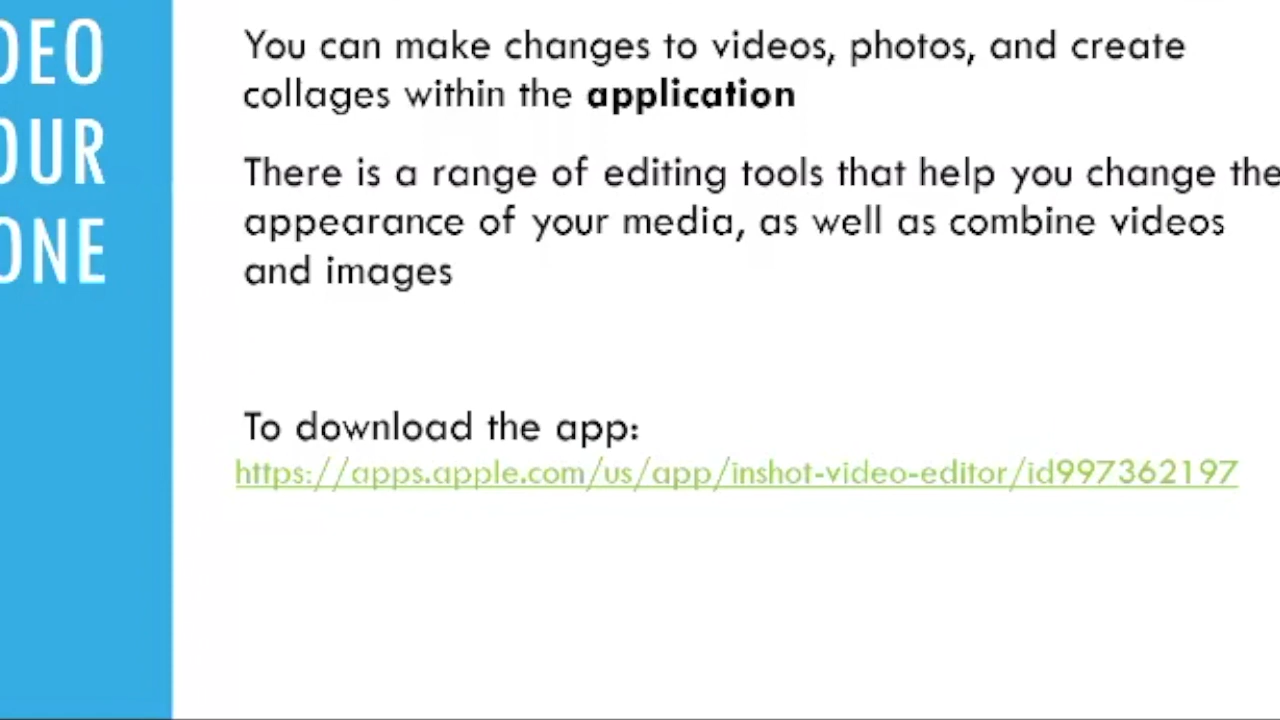 DEO
OUR
ONE
You can make changes to videos, photos, and create
collages within the application
There is a range of editing tools that help you change the
appearance of your media, as well as combine videos
and images
To download the app:
https://apps.apple.com/us/app/inshot-video-editor/id997362197